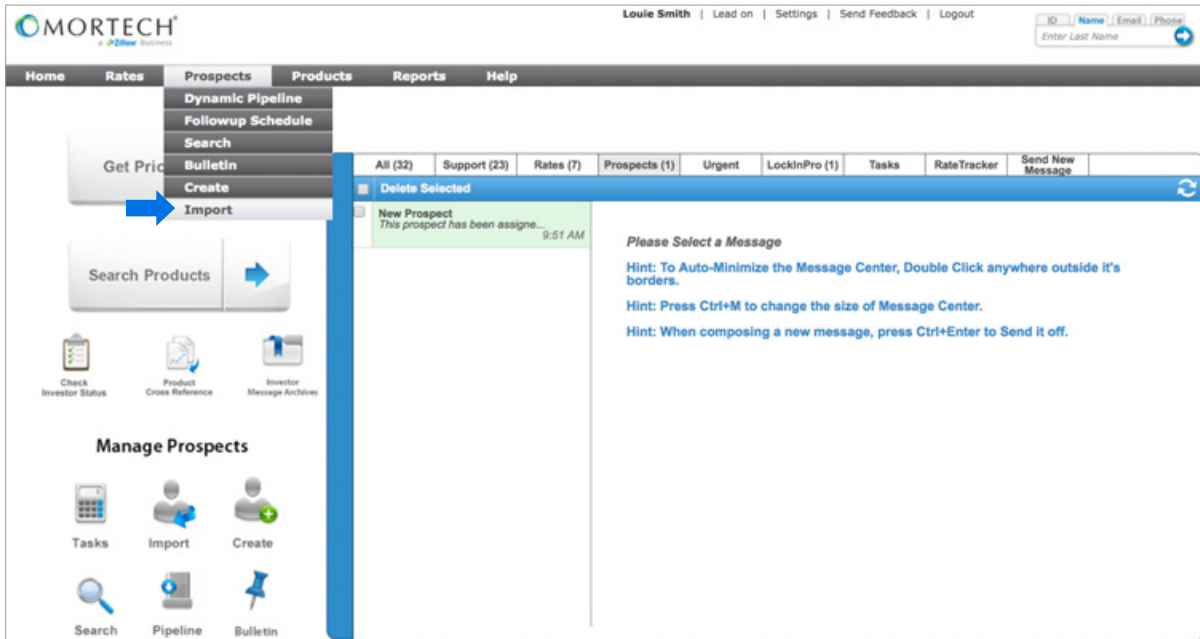 MORTECH®
a Zillow business
Louie Smith | Lead on | Settings | Send Feedback | Logout
ID Name Email Phone
Enter Last Name
Home Rates Prospects Products Reports Help
Dynamic Pipeline
Followup Schedule
Search
Bulletin
Create
Import
Get Pric
All (32) Support (23) Rates (7) Prospects (1) Urgent LockInPro (1) Tasks RateTracker Send New Message
Delete Selected
New Prospect
This prospect has been assigne...
9:51 AM
Please Select a Message
Hint: To Auto-Minimize the Message Center, Double Click anywhere outside it's
borders.
Hint: Press Ctrl+M to change the size of Message Center.
Hint: When composing a new message, press Ctrl+Enter to Send it off.
Search Products
Check
Investor Status
Product
Cross Reference
Investor
Message Archives
Manage Prospects
Tasks Import Create
Search Pipeline Bulletin